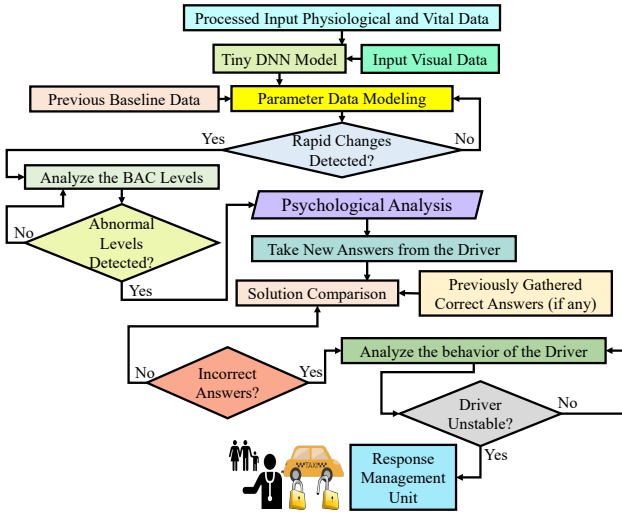 Processed Input Physiological and Vital Data
Tiny DNN Model
Input Visual Data
Previous Baseline Data
Parameter Data Modeling
Yes
Rapid Changes
Detected?
No
Analyze the BAC Levels
No
Abnormal
Levels
Detected?
Yes
Psychological Analysis
Take New Answers from the Driver
Solution Comparison
Previously Gathered
Correct Answers (if any)
No
Incorrect
Answers?
Yes
Analyze the behavior of the Driver
Driver
Unstable?
No
Yes
TAXI
Response
Management
Unit